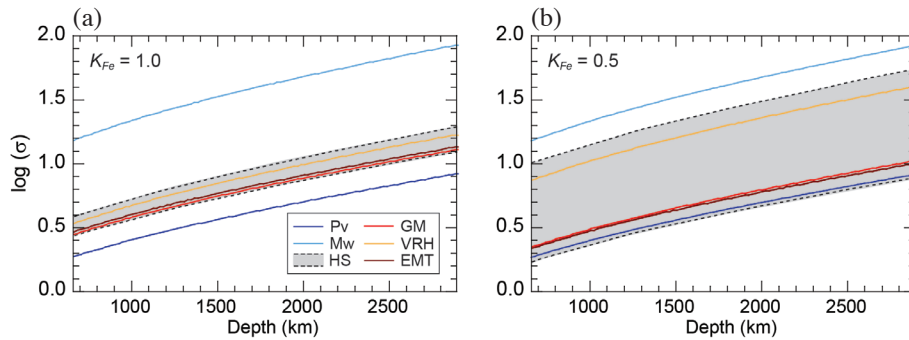 (a)
(b)
K_Fe = 1.0
K_Fe = 0.5
log (σ)
2.0
1.5
1.0
0.5
0.0
2.0
1.5
1.0
0.5
0.0
Pv
Mw
HS
GM
VRH
EMT
1000 1500 2000 2500
1000 1500 2000 2500
Depth (km)
Depth (km)